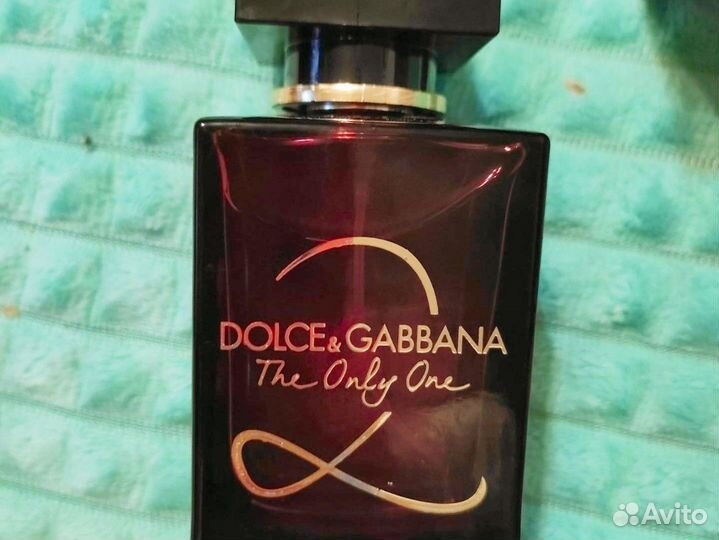 DOLCE&GABBANA
The Only One
2
Avito